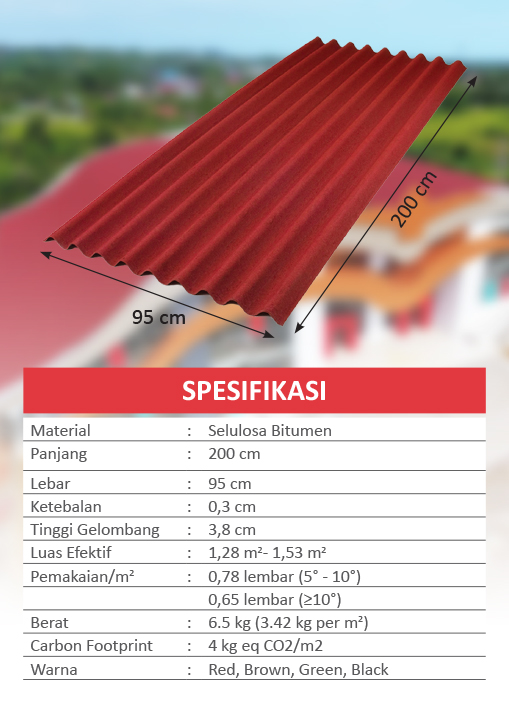 200 cm
95 cm
SPESIFIKASI
Material : Selulosa Bitumen
Panjang : 200 cm
Lebar : 95 cm
Ketebalan : 0,3 cm
Tinggi Gelombang : 3,8 cm
Luas Efektif : 1,28 m²- 1,53 m²
Pemakaian/m² : 0,78 lembar (5° - 10°)
0,65 lembar (≥10°)
Berat : 6.5 kg (3.42 kg per m²)
Carbon Footprint : 4 kg eq CO2/m2
Warna : Red, Brown, Green, Black